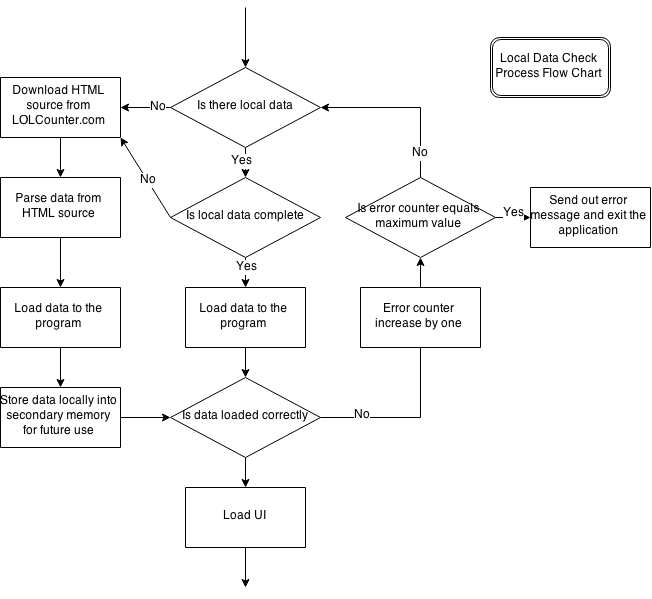 Local Data Check
Process Flow Chart
Download HTML
source from
LOLCounter.com
No
Is there local data
Yes
No
No
Parse data from
HTML source
Is local data complete
Is error counter equals
maximum value
Yes
Send out error
message and exit the
application
Yes
Load data to the
program
Load data to the
program
Error counter
increase by one
Store data locally into
secondary memory
for future use
Is data loaded correctly
No
Load UI